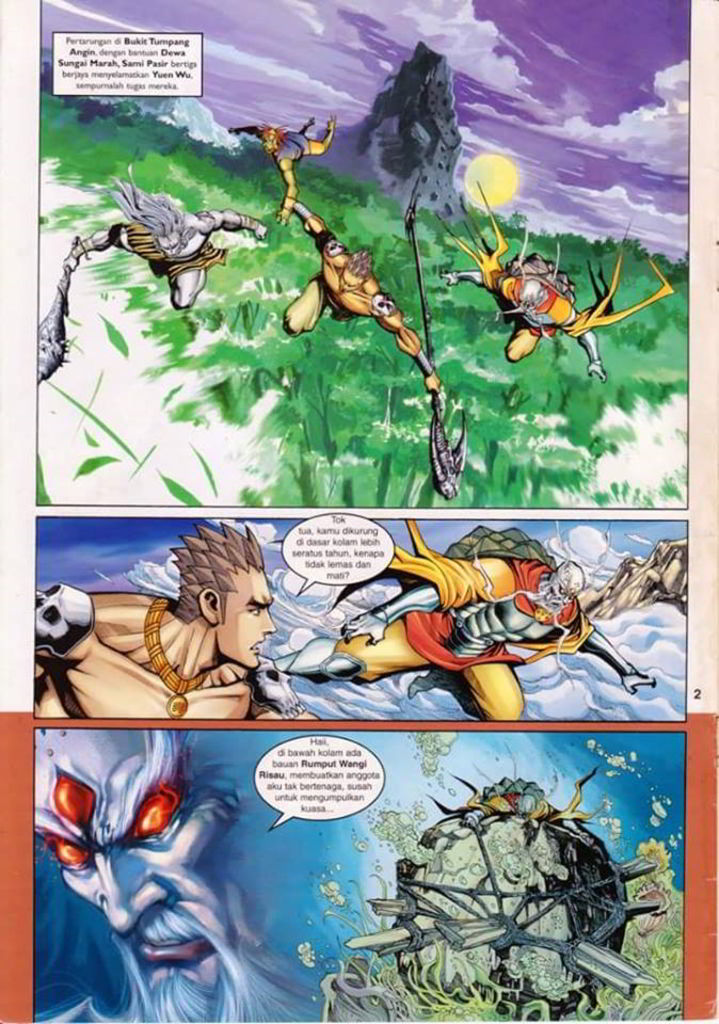 Pertarungan di Bukit Tumpang
Angin, dengan bantuan Dewa
Sungai Marah, Sami Pasir bertiga
berjaya menyelamatkan Yuen Wu,
sempurnalah tugas mereka.
Tok
tua, kamu dikurung
di dasar kolam lebih
seratus tahun, kenapa
tidak lemas dan
mati?
2
Haii,
di bawah kolam ada
bauan Rumput Wangi
Risau, membuatkan anggota
aku tak bertenaga, susah
untuk mengumpulkan
kuasa...